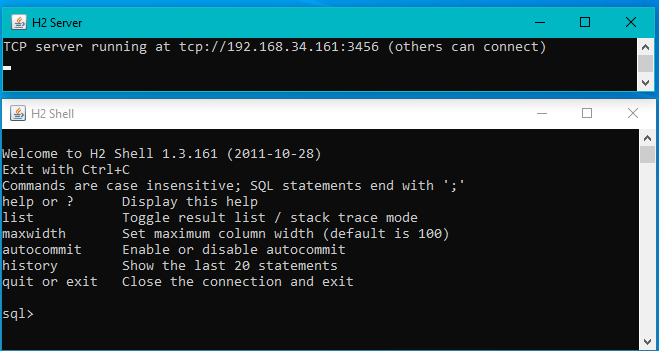 H2 Server
TCP server running at tcp://192.168.34.161:3456 (others can connect)
H2 Shell
Welcome to H2 Shell 1.3.161 (2011-10-28)
Exit with Ctrl+C
Commands are case insensitive; SQL statements end with ';'
help or ?      Display this help
list           Toggle result list / stack trace mode
maxwidth       Set maximum column width (default is 100)
autocommit     Enable or disable autocommit
history        Show the last 20 statements
quit or exit   Close the connection and exit
sql>